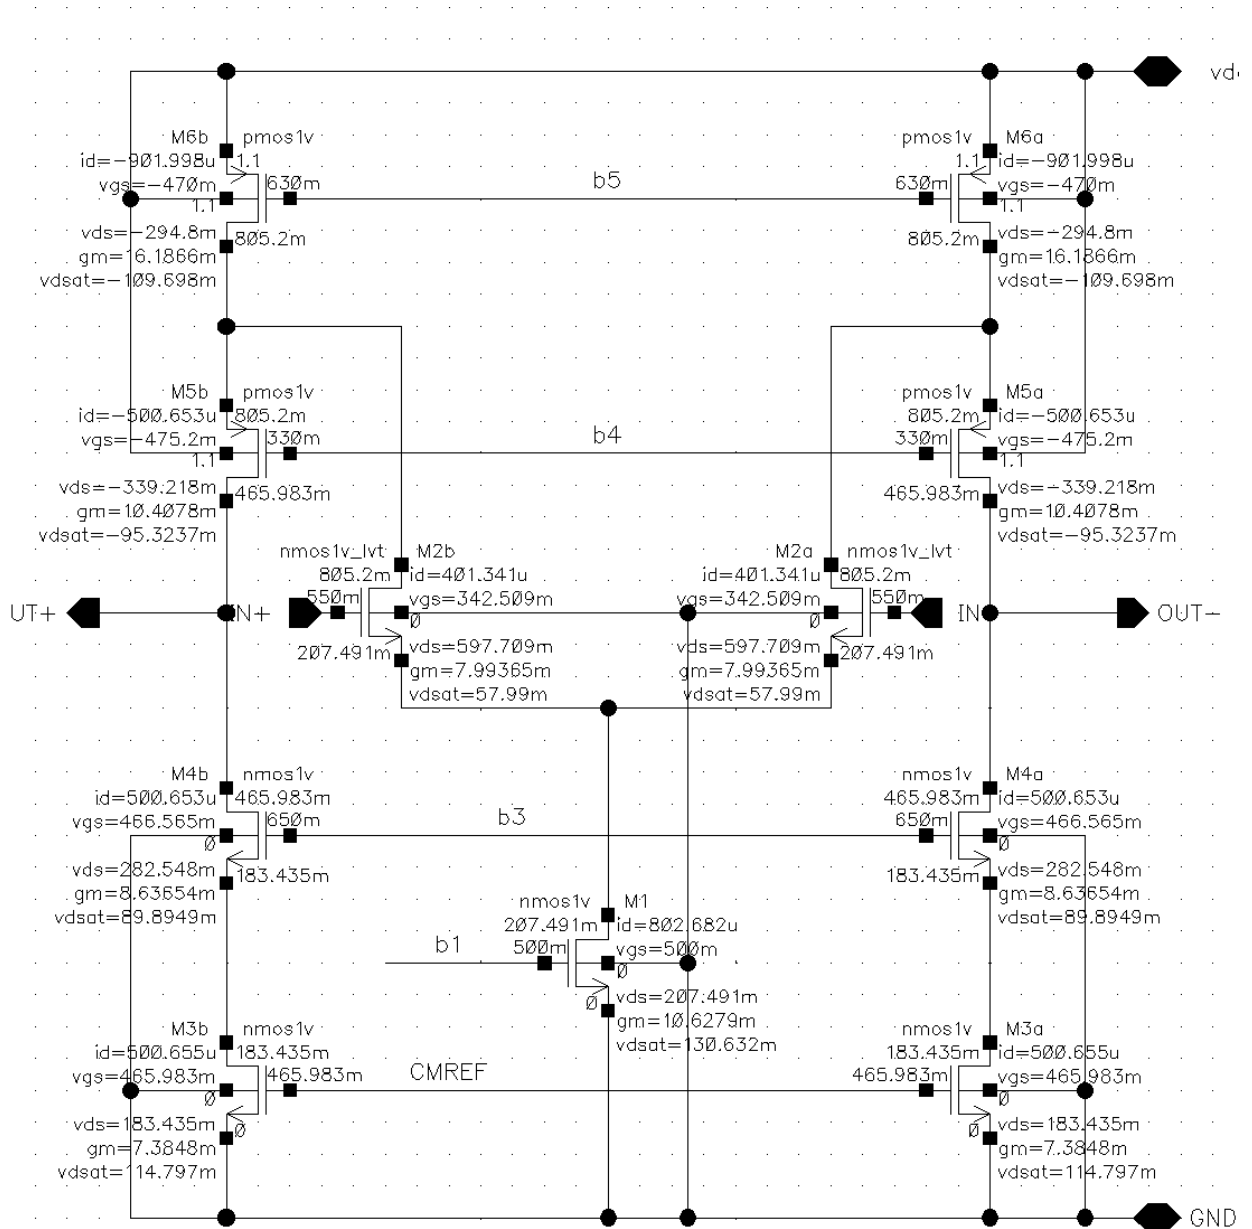 vd
M6b pmos1v
id=-901.998u 1.1
vgs=-470m 630m
1.1
vds=-294.8m 805.2m
gm=16.1866m
vdsat=-109.698m
b5
pmos1v M6a
1.1 id=-901.998u
630m vgs=-470m
1.1
805.2m vds=-294.8m
gm=16.1866m
vdsat=-109.698m
M5b pmos1v
id=-500.653u 805.2m
vgs=-475.2m 330m
1.1
vds=-339.218m 465.983m
gm=10.4078m
vdsat=-95.3237m
b4
pmos1v M5a
805.2m id=-500.653u
330m vgs=-475.2m
1.1
465.983m vds=-339.218m
gm=10.4078m
vdsat=-95.3237m
nmos1v_lvt M2b
805.2m id=401.341u
550m vgs=342.509m
0
207.491m vds=597.709m
gm=7.99365m
vdsat=57.99m
M2a nmos1v_lvt
id=401.341u 805.2m
vgs=342.509m 550m
0
vds=597.709m 207.491m
gm=7.99365m
vdsat=57.99m
UT+
IN+
IN
OUT-
M4b nmos1v
id=500.653u 465.983m
vgs=466.565m 650m
0
vds=282.548m 183.435m
gm=8.63654m
vdsat=89.8949m
b3
nmos1v M4a
465.983m id=500.653u
650m vgs=466.565m
0
183.435m vds=282.548m
gm=8.63654m
vdsat=89.8949m
nmos1v M1
207.491m id=802.682u
b1 500m vgs=500m
0
0 vds=207.491m
gm=10.6279m
vdsat=130.632m
M3b nmos1v
id=500.655u 183.435m
vgs=465.983m 465.983m
0
vds=183.435m 0
gm=7.3848m
vdsat=114.797m
CMREF
nmos1v M3a
183.435m id=500.655u
465.983m vgs=465.983m
0
0 vds=183.435m
gm=7.3848m
vdsat=114.797m
GND